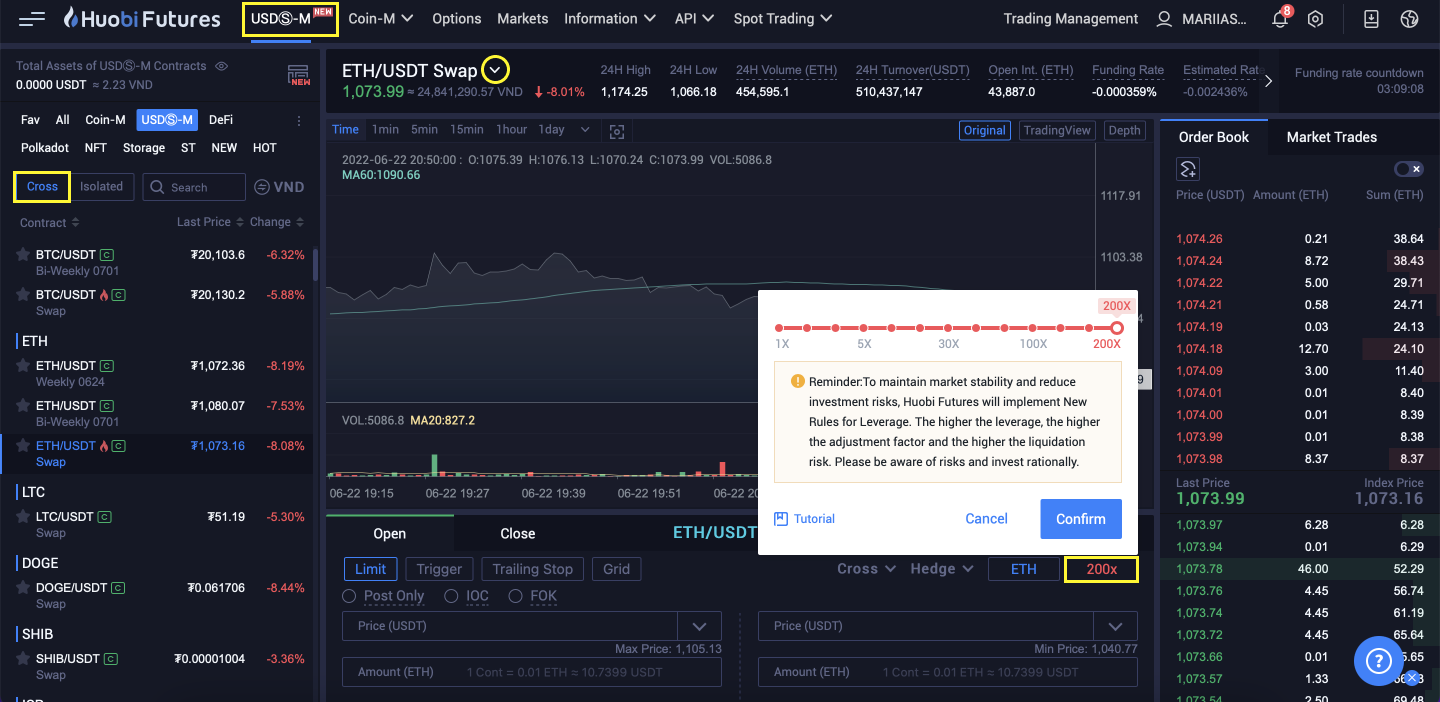 Huobi Futures USDⓈ-M NEW Coin-M Options Markets Information API Spot Trading Trading Management MARIIAS... 8
Total Assets of USDⓈ-M Contracts
0.0000 USDT ≈ 2.23 VND
NEW
Fav All Coin-M USDⓈ-M DeFi
Polkadot NFT Storage ST NEW HOT
Cross Isolated Search VND
Contract Last Price Change
BTC/USDT C ₮20,103.6 -6.32%
Bi-Weekly 0701
BTC/USDT C ₮20,130.2 -5.88%
Swap
ETH
ETH/USDT C ₮1,072.36 -8.19%
Weekly 0624
ETH/USDT C ₮1,080.07 -7.53%
Bi-Weekly 0701
ETH/USDT C ₮1,073.16 -8.08%
Swap
LTC
LTC/USDT C ₮51.19 -5.30%
Swap
DOGE
DOGE/USDT C ₮0.061706 -8.44%
Swap
SHIB
SHIB/USDT C ₮0.00001004 -3.36%
Swap
ETH/USDT Swap
1,073.99 ≈ 24,841,290.57 VND -8.01%
24H High 24H Low 24H Volume (ETH) 24H Turnover(USDT) Open Int. (ETH) Funding Rate Estimated Rat
1,174.25 1,066.18 454,595.1 510,437,147 43,887.0 -0.000359% -0.002436%
Funding rate countdown
03:09:08
Time 1min 5min 15min 1hour 1day Original TradingView Depth
2022-06-22 20:50:00 : O:1075.39 H:1076.13 L:1070.24 C:1073.99 VOL:5086.8
MA60:1090.66
1117.91
1103.38
VOL:5086.8 MA20:827.2
06-22 19:15 06-22 19:27 06-22 19:39 06-22 19:51 06-22 20
200X
1X 5X 30X 100X 200X
Reminder:To maintain market stability and reduce
investment risks, Huobi Futures will implement New
Rules for Leverage. The higher the leverage, the higher
the adjustment factor and the higher the liquidation
risk. Please be aware of risks and invest rationally.
Tutorial Cancel Confirm
Open Close ETH/USDT
Limit Trigger Trailing Stop Grid Cross Hedge ETH 200x
Post Only IOC FOK
Price (USDT) Price (USDT)
Max Price: 1,105.13 Min Price: 1,040.77
Amount (ETH) 1 Cont = 0.01 ETH ≈ 10.7399 USDT Amount (ETH) 1 Cont = 0.01 ETH ≈ 10.7399 USDT
Order Book Market Trades
Price (USDT) Amount (ETH) Sum (ETH)
1,074.26 0.21 38.64
1,074.24 8.72 38.43
1,074.22 5.00 29.71
1,074.21 0.58 24.71
1,074.19 0.03 24.13
1,074.18 12.70 24.10
1,074.09 3.00 11.40
1,074.01 0.01 8.40
1,074.00 0.01 8.39
1,073.99 0.01 8.38
1,073.98 8.37 8.37
Last Price Index Price
1,073.99 1,073.16
1,073.97 6.28 6.28
1,073.94 0.01 6.29
1,073.78 46.00 52.29
1,073.76 4.45 56.74
1,073.74 4.45 61.19
1,073.72 4.45 65.64
1,073.66 0.01 5.65
1,073.57 1.33
1,073.54 2.50 69.48